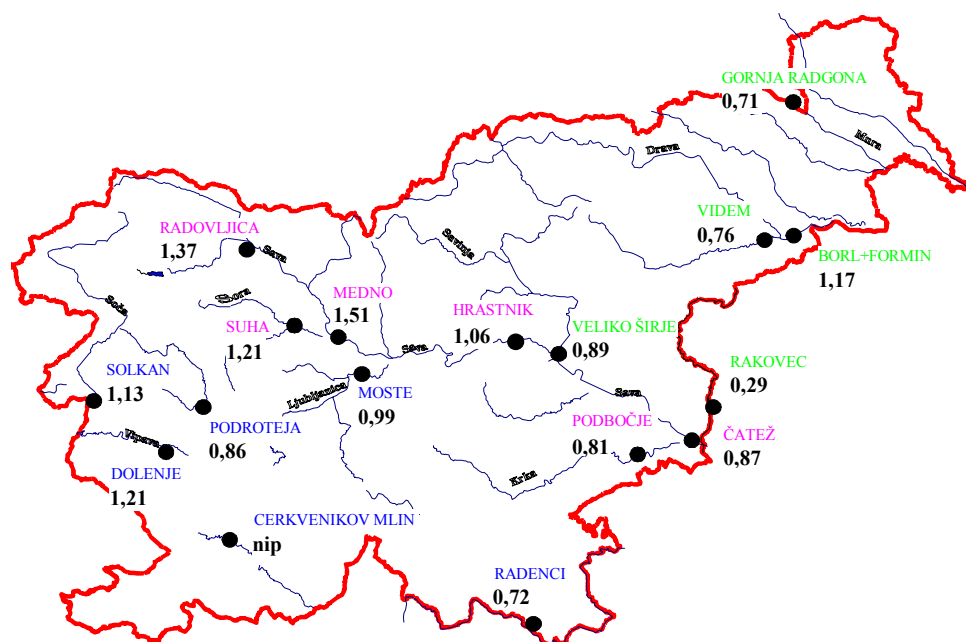 GORNJA RADGONA
0,71
Mura
Drava
VIDEM
0,76
BORL+FORMIN
1,17
RADOVLJICA
1,37
Sava
Savinja
Sora
MEDNO
1,51
HRASTNIK
1,06
Soča
SUHA
1,21
Sava
VELIKO ŠIRJE
0,89
SOLKAN
1,13
Ljubljanica
MOSTE
0,99
RAKOVEC
0,29
Sava
PODROTEJA
0,86
PODBOČJE
0,81
ČATEŽ
0,87
Vipava
DOLENJE
1,21
Krka
CERKVENIKOV MLIN
nip
RADENCI
0,72